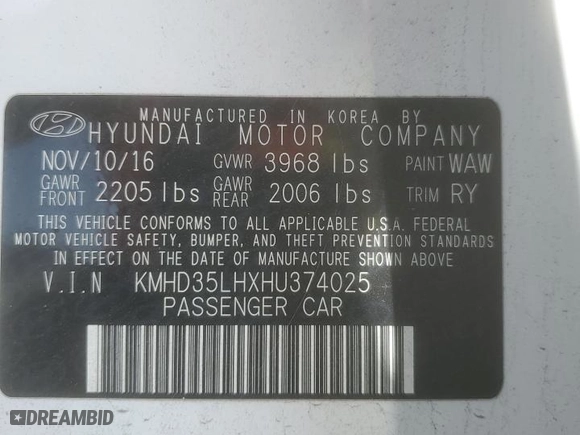 MANUFACTURED IN KOREA BY
HYUNDAI MOTOR COMPANY
NOV/10/16 GVWR 3968 lbs PAINT WAW
GAWR FRONT 2205 lbs GAWR REAR 2006 lbs TRIM RY
THIS VEHICLE CONFORMS TO ALL APPLICABLE U.S.A. FEDERAL
MOTOR VEHICLE SAFETY, BUMPER, AND THEFT PREVENTION STANDARDS
IN EFFECT ON THE DATE OF MANUFACTURE SHOWN ABOVE
V.I.N KMHD35LHXHU374025
PASSENGER CAR
DREAMBID